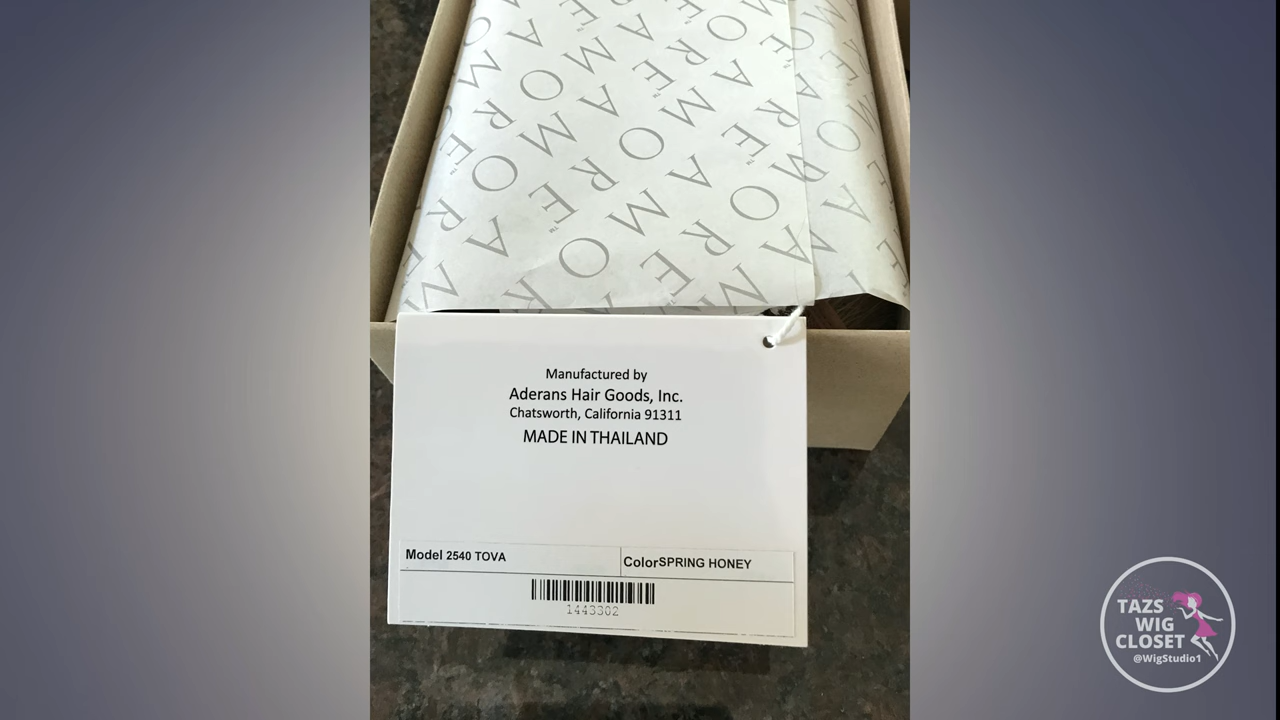 AMORE™
Manufactured by
Aderans Hair Goods, Inc.
Chatsworth, California 91311
MADE IN THAILAND
Model 2540 TOVA
ColorSPRING HONEY
1443302
TAZS
WIG
CLOSET
@WigStudio1